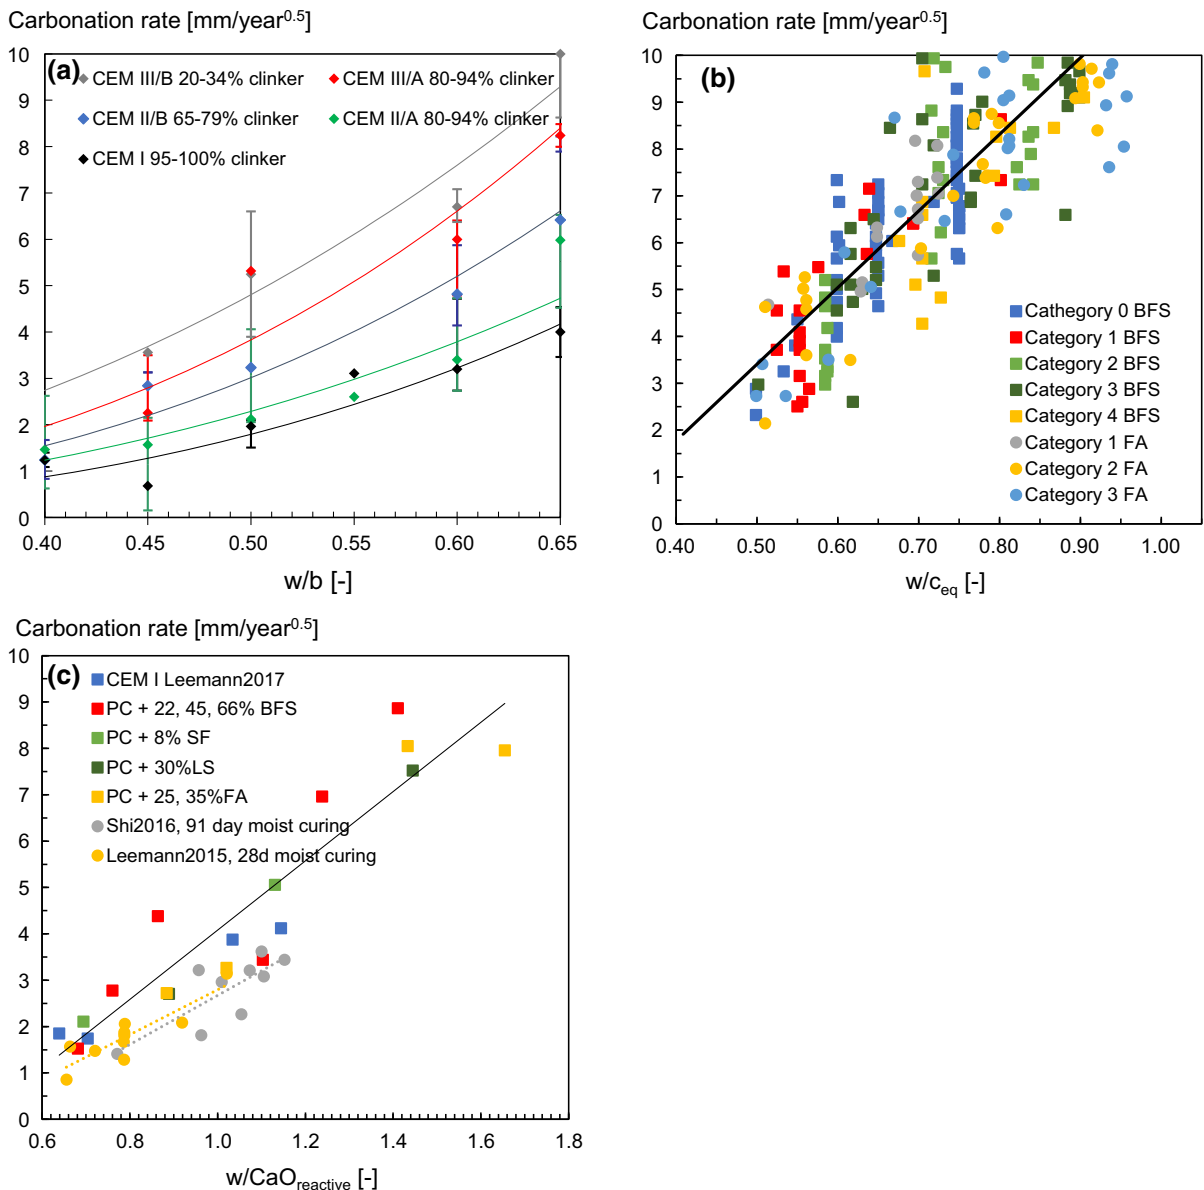 Carbonation rate [mm/year0.5]
(a)
CEM III/B 20-34% clinker
CEM III/A 80-94% clinker
CEM II/B 65-79% clinker
CEM II/A 80-94% clinker
CEM I 95-100% clinker
10
9
8
7
6
5
4
3
2
1
0
0.40 0.45 0.50 0.55 0.60 0.65
w/b [-]
Carbonation rate [mm/year0.5]
(b)
10
9
8
7
6
5
4
3
2
1
0
Cathegory 0 BFS
Category 1 BFS
Category 2 BFS
Category 3 BFS
Category 4 BFS
Category 1 FA
Category 2 FA
Category 3 FA
0.40 0.50 0.60 0.70 0.80 0.90 1.00
w/ceq [-]
Carbonation rate [mm/year0.5]
(c)
10
9
8
7
6
5
4
3
2
1
0
CEM I Leemann2017
PC + 22, 45, 66% BFS
PC + 8% SF
PC + 30%LS
PC + 25, 35%FA
Shi2016, 91 day moist curing
Leemann2015, 28d moist curing
0.6 0.8 1.0 1.2 1.4 1.6 1.8
w/CaOreactive [-]